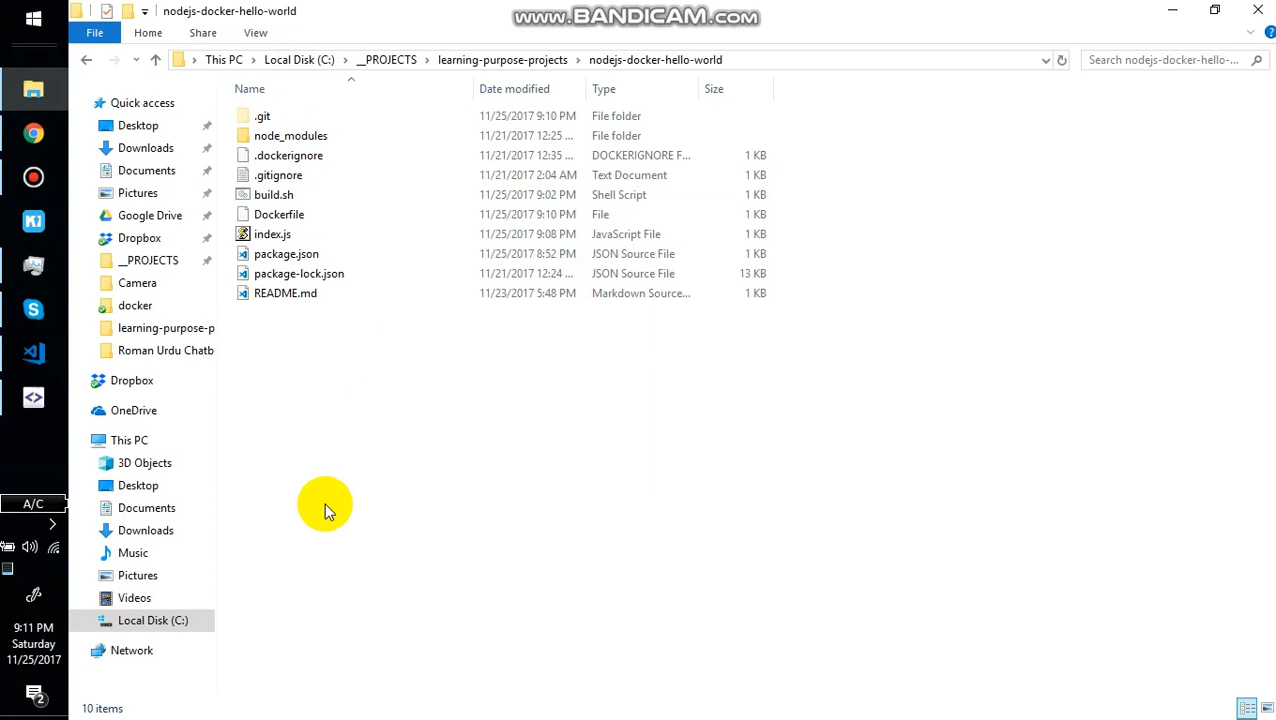 nodejs-docker-hello-world
www.BANDICAM.com
File Home Share View
This PC Local Disk (C:) __PROJECTS learning-purpose-projects nodejs-docker-hello-world
Search nodejs-docker-hello-...
Name Date modified Type Size
.git 11/25/2017 9:10 PM File folder
node_modules 11/21/2017 12:25 ... File folder
.dockerignore 11/21/2017 12:35 ... DOCKERIGNORE F... 1 KB
.gitignore 11/21/2017 2:04 AM Text Document 1 KB
build.sh 11/25/2017 9:02 PM Shell Script 1 KB
Dockerfile 11/25/2017 9:10 PM File 1 KB
index.js 11/25/2017 9:08 PM JavaScript File 1 KB
package.json 11/25/2017 8:52 PM JSON Source File 1 KB
package-lock.json 11/21/2017 12:24 ... JSON Source File 13 KB
README.md 11/23/2017 5:48 PM Markdown Source... 1 KB
Quick access
Desktop
Downloads
Documents
Pictures
Google Drive
Dropbox
__PROJECTS
Camera
docker
learning-purpose-p
Roman Urdu Chatb
Dropbox
OneDrive
This PC
3D Objects
Desktop
Documents
Downloads
Music
Pictures
Videos
Local Disk (C:)
Network
10 items
A/C
9:11 PM
Saturday
11/25/2017
2